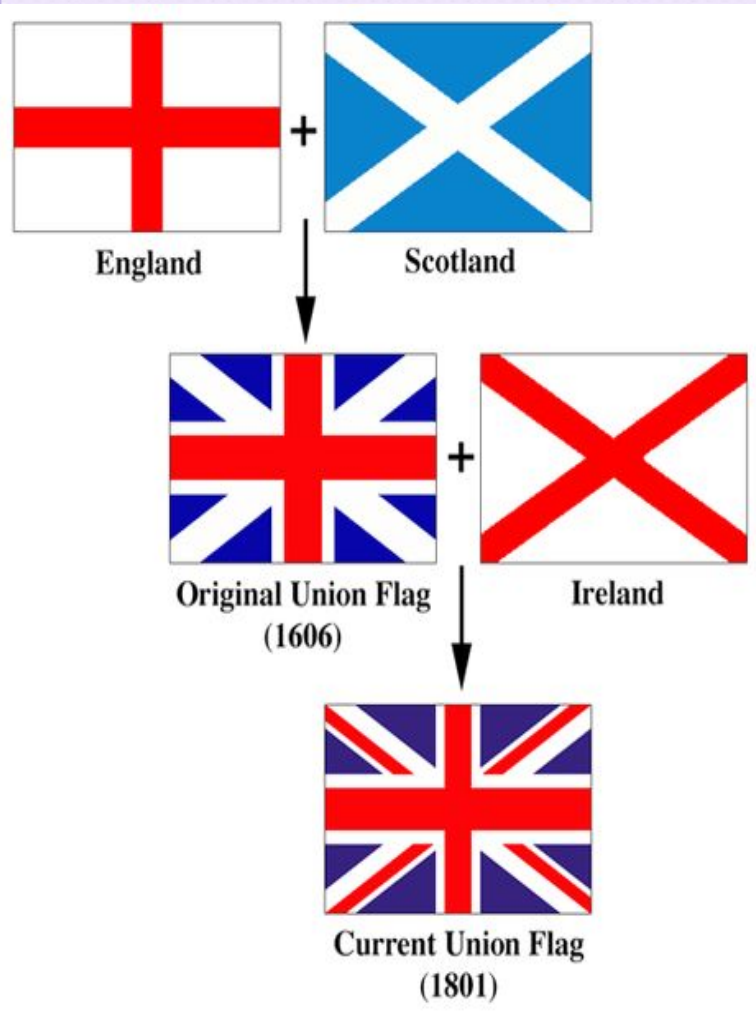 +
England
Scotland
+
Original Union Flag
(1606)
Ireland
Current Union Flag
(1801)